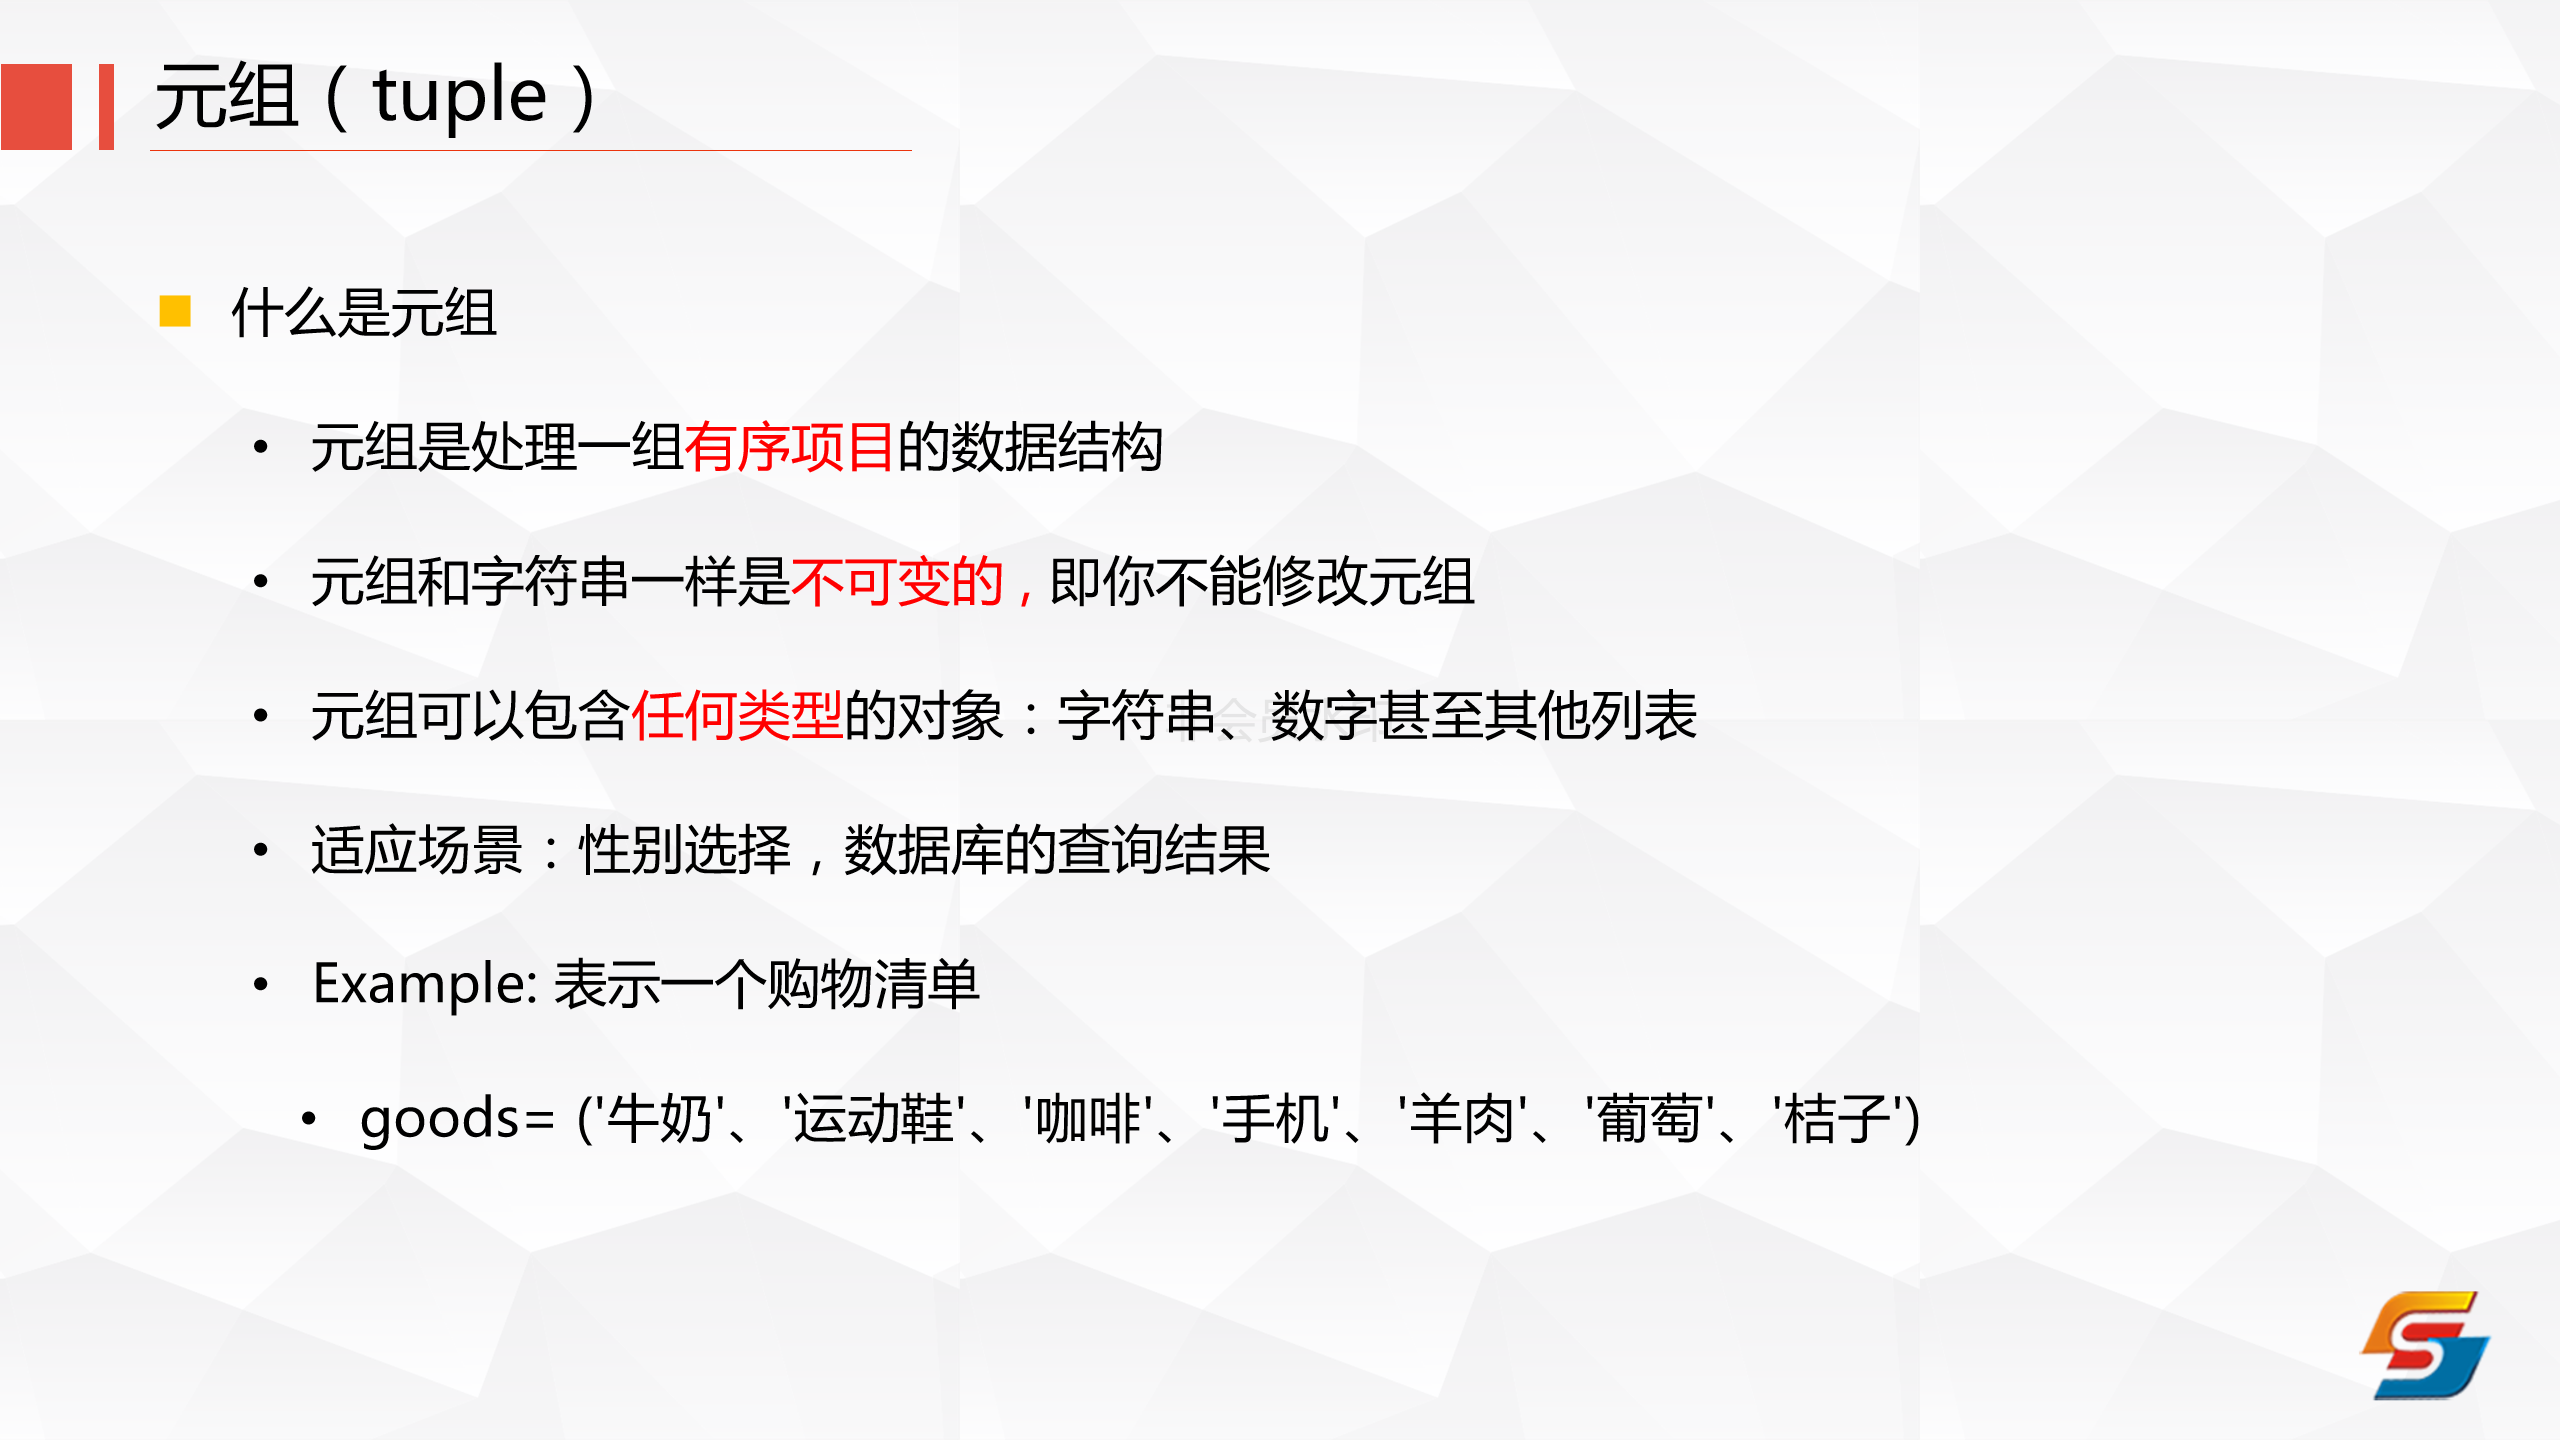 元组（tuple）
什么是元组
元组是处理一组有序项目的数据结构
元组和字符串一样是不可变的，即你不能修改元组
元组可以包含任何类型的对象：字符串、数字甚至其他列表
适应场景：性别选择，数据库的查询结果
Example: 表示一个购物清单
goods= ('牛奶'、'运动鞋'、'咖啡'、'手机'、'羊肉'、'葡萄'、'桔子')